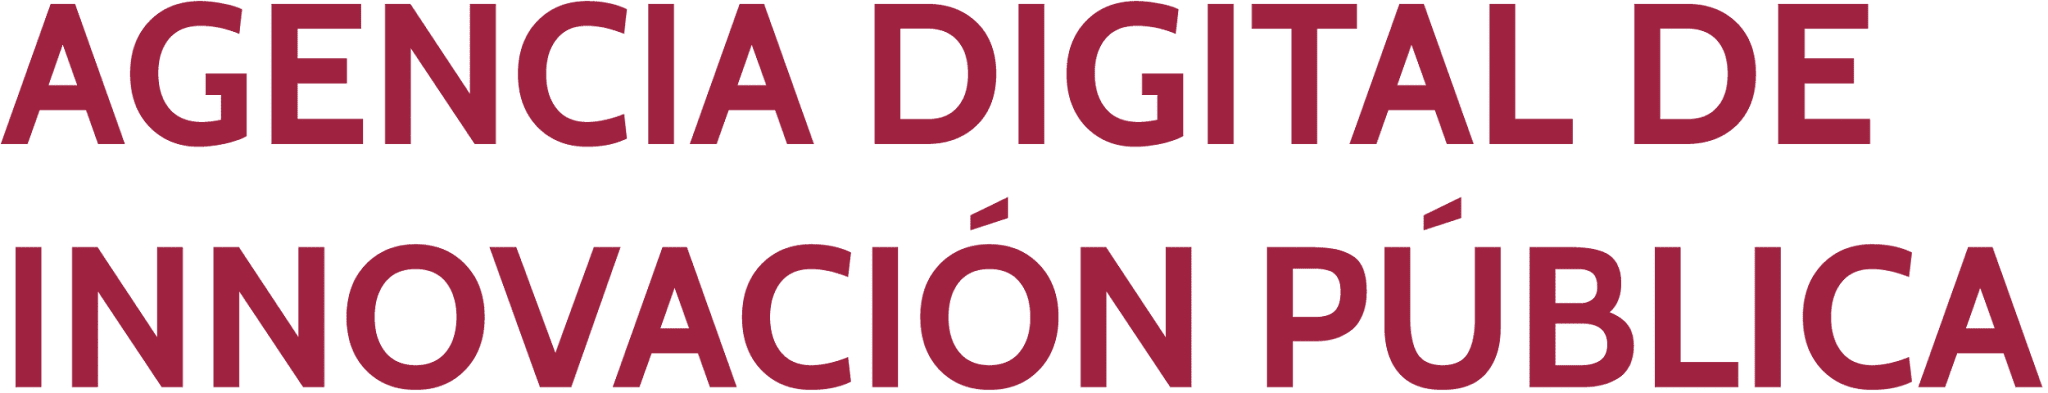 AGENCIA DIGITAL DE
INNOVACIÓN PÚBLICA